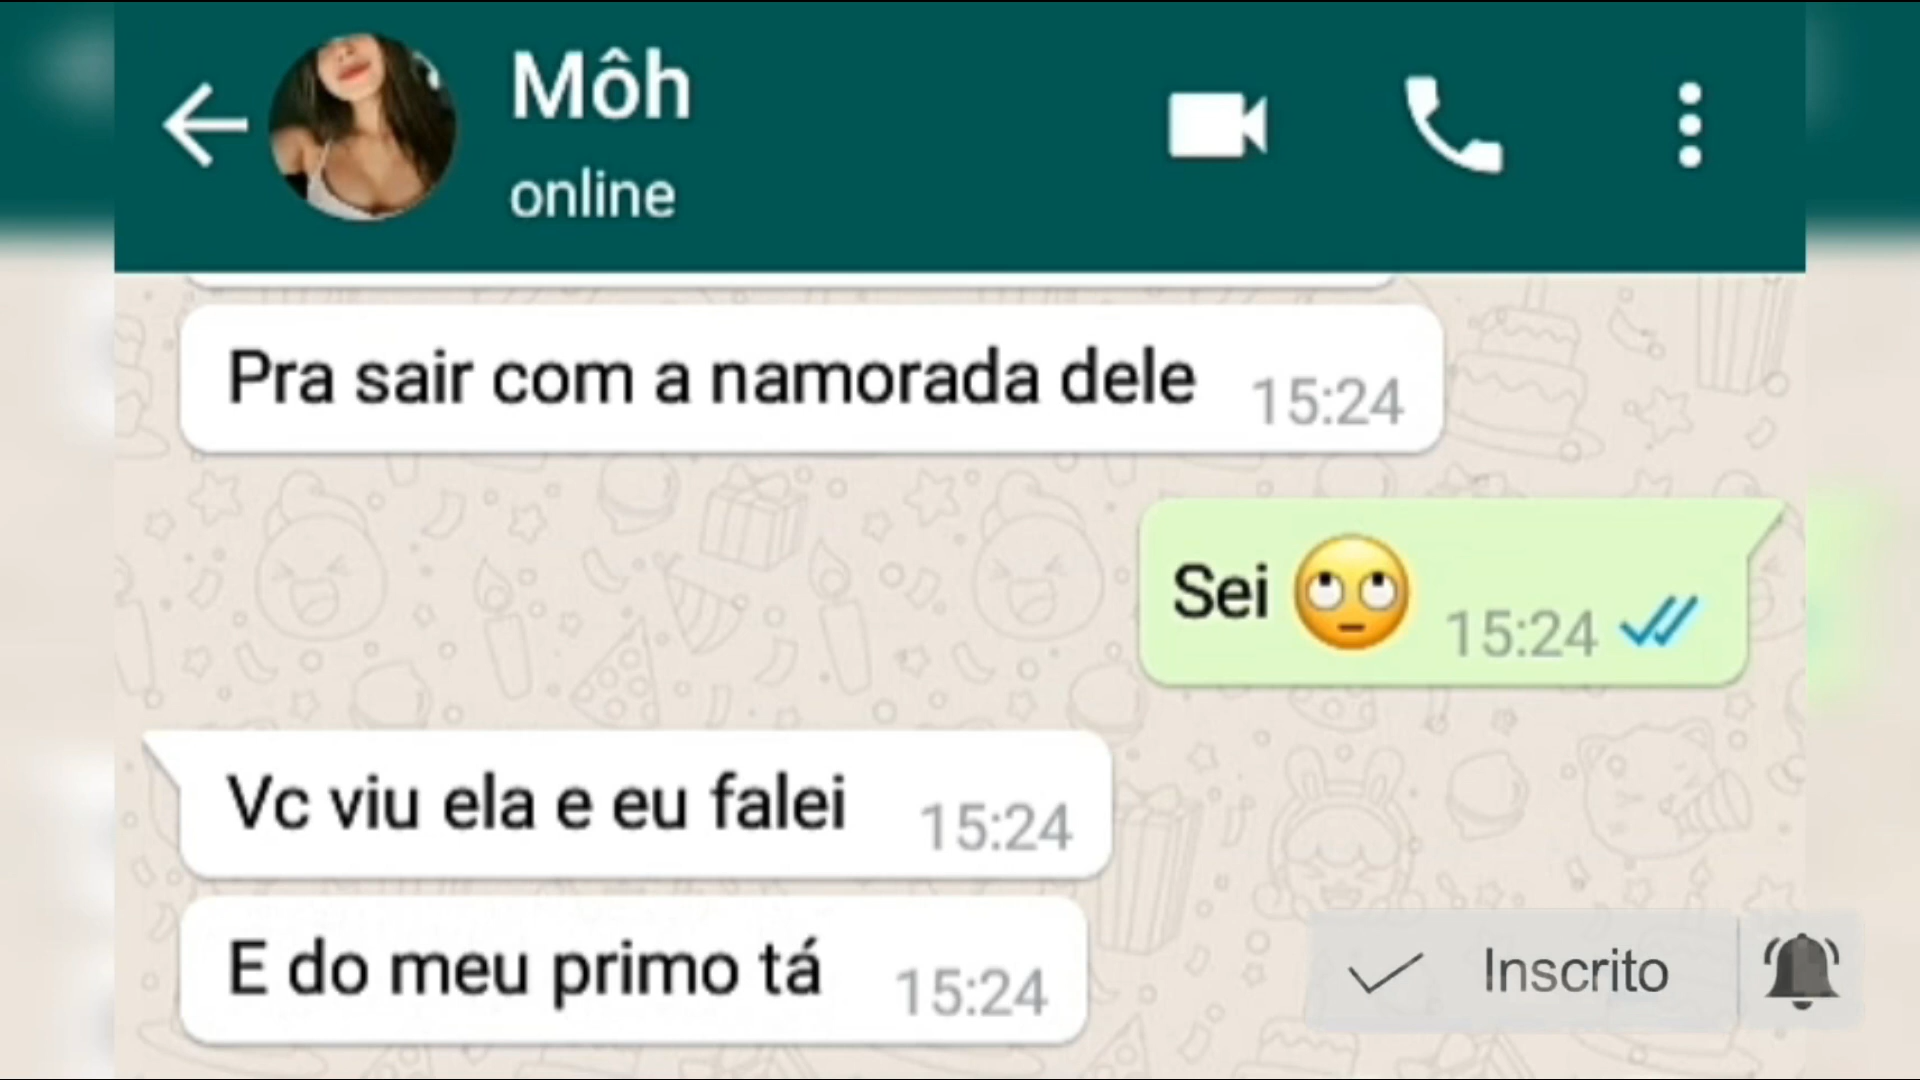 Môh
online
Pra sair com a namorada dele 15:24
Sei 🙄 15:24
Vc viu ela e eu falei 15:24
E do meu primo tá 15:24
Inscrito